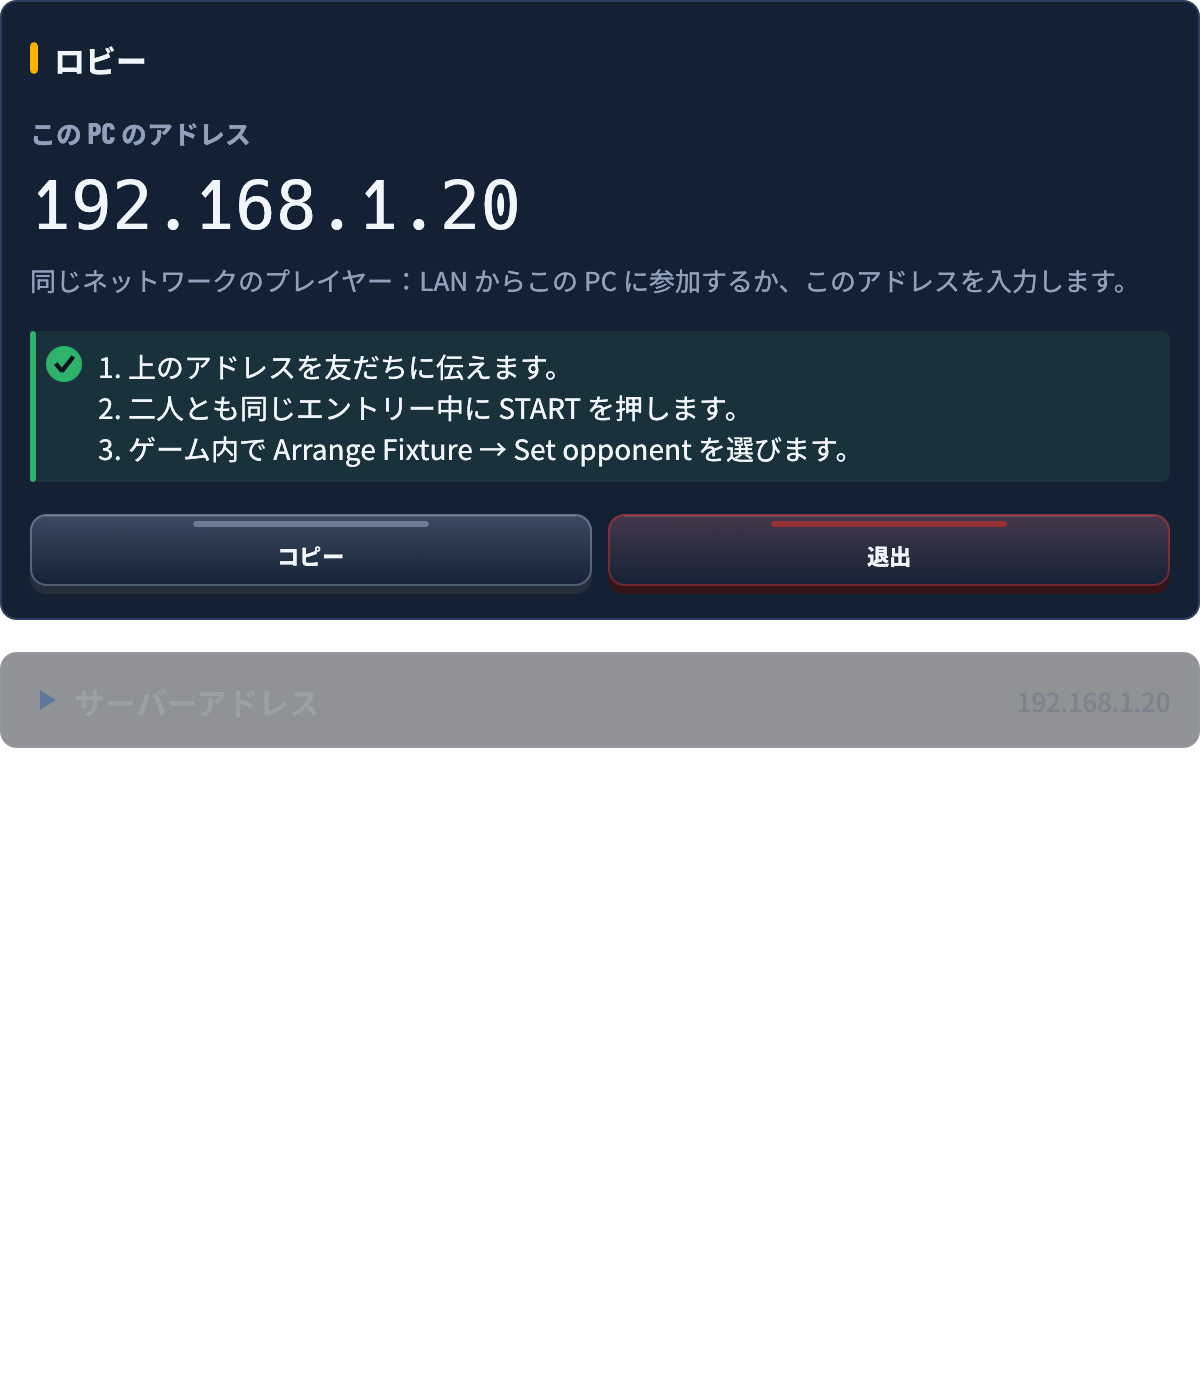 ロビー
この PC のアドレス
192.168.1.20
同じネットワークのプレイヤー：LAN からこの PC に参加するか、このアドレスを入力します。
1. 上のアドレスを友だちに伝えます。
2. 二人とも同じエントリー中に START を押します。
3. ゲーム内で Arrange Fixture → Set opponent を選びます。
コピー
退出
サーバーアドレス
192.168.1.20